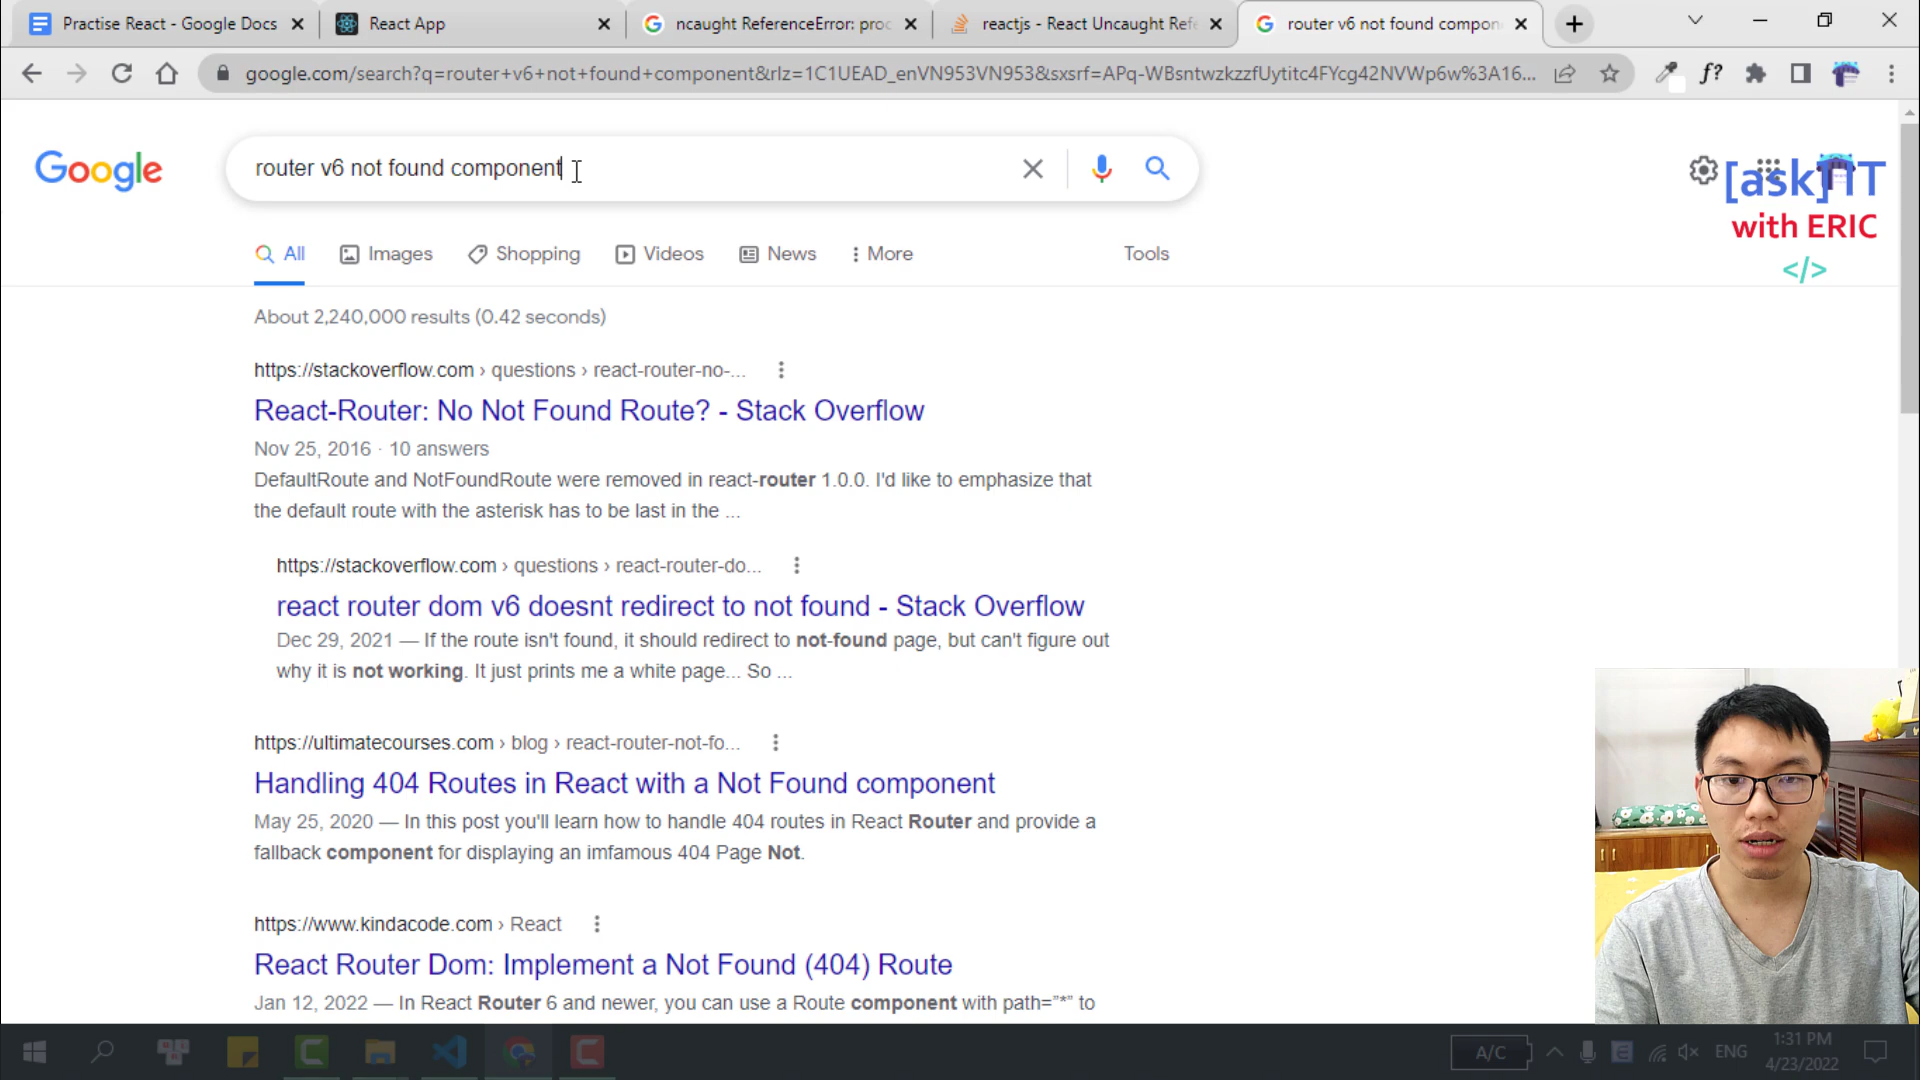 Practise React - Google Docs
React App
ncaught ReferenceError: proc
reactjs - React Uncaught Refe
router v6 not found compon
google.com/search?q=router+v6+not+found+component&rlz=1C1UEAD_enVN953VN953&sxsrf=APq-WBsntwzkzzfUytitc4FYcg42NVWp6w%3A16...
f?
Google
router v6 not found component
[ask] IT
with ERIC
</>
All
Images
Shopping
Videos
News
More
Tools
About 2,240,000 results (0.42 seconds)
https://stackoverflow.com › questions › react-router-no-...
React-Router: No Not Found Route? - Stack Overflow
Nov 25, 2016 · 10 answers
DefaultRoute and NotFoundRoute were removed in react-router 1.0.0. I'd like to emphasize that
the default route with the asterisk has to be last in the ...
https://stackoverflow.com › questions › react-router-do...
react router dom v6 doesnt redirect to not found - Stack Overflow
Dec 29, 2021 — If the route isn't found, it should redirect to not-found page, but can't figure out
why it is not working. It just prints me a white page... So ...
https://ultimatecourses.com › blog › react-router-not-fo...
Handling 404 Routes in React with a Not Found component
May 25, 2020 — In this post you'll learn how to handle 404 routes in React Router and provide a
fallback component for displaying an imfamous 404 Page Not.
https://www.kindacode.com › React
React Router Dom: Implement a Not Found (404) Route
Jan 12, 2022 — In React Router 6 and newer, you can use a Route component with path="*" to
A/C
ENG
1:31 PM
4/23/2022